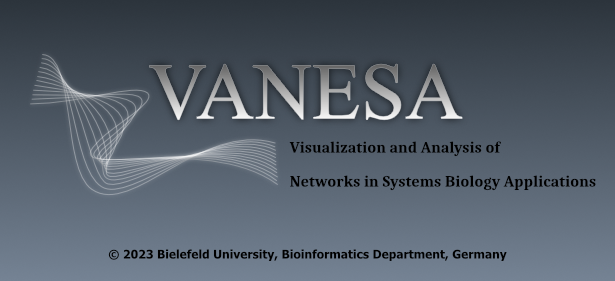 VANESA
Visualization and Analysis of
Networks in Systems Biology Applications
© 2023 Bielefeld University, Bioinformatics Department, Germany